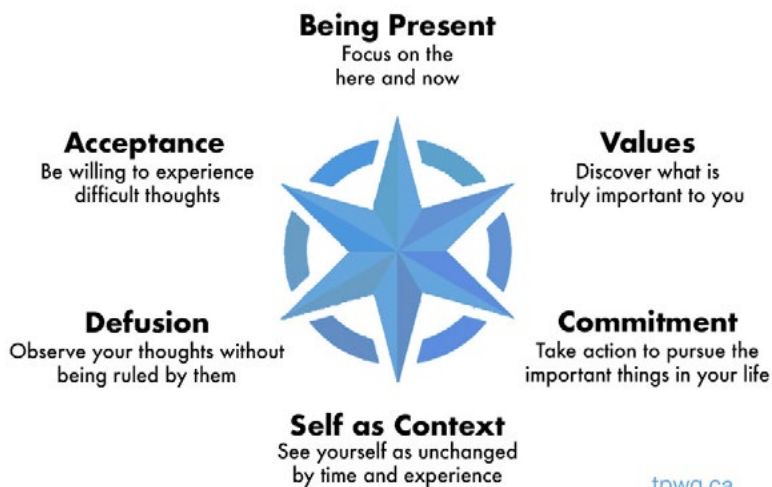 Being Present
Focus on the
here and now
Acceptance
Be willing to experience
difficult thoughts
Values
Discover what is
truly important to you
Defusion
Observe your thoughts without
being ruled by them
Commitment
Take action to pursue the
important things in your life
Self as Context
See yourself as unchanged
by time and experience
tpwg.ca